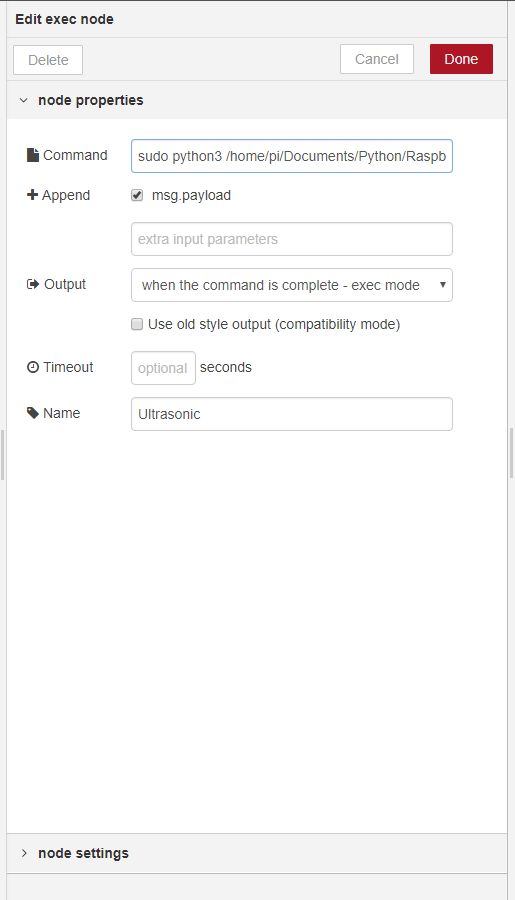 Edit exec node
Delete Cancel Done
node properties
Command sudo python3 /home/pi/Documents/Python/Raspb
Append msg.payload
extra input parameters
Output when the command is complete - exec mode
Use old style output (compatibility mode)
Timeout optional seconds
Name Ultrasonic
node settings